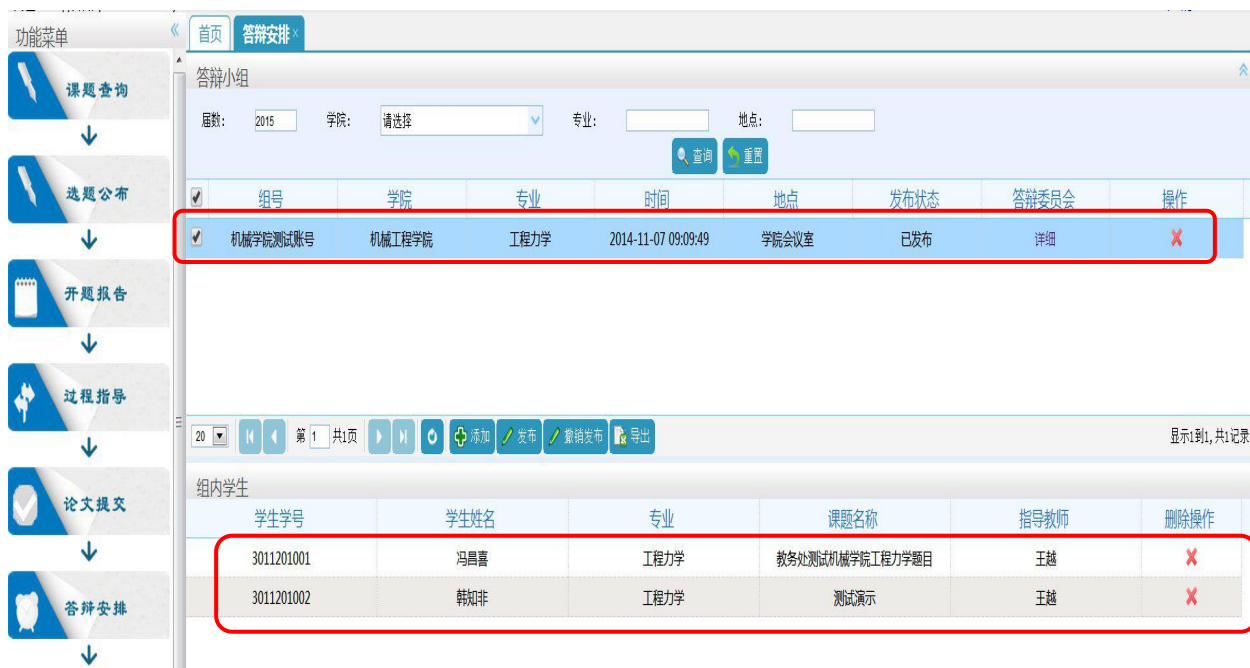 功能菜单
课题查询
选题公布
开题报告
过程指导
论文提交
答辩安排
首页 答辩安排
答辩小组
届数: 2015 学院: 请选择 专业: 地点:
查询 重置
组号 学院 专业 时间 地点 发布状态 答辩委员会 操作
机械学院测试账号 机械工程学院 工程力学 2014-11-07 09:09:49 学院会议室 已发布 详细
20 第 1 共1页 添加 发布 撤销发布 导出 显示1到1,共1记录
组内学生
学生学号 学生姓名 专业 课题名称 指导教师 删除操作
3011201001 冯昌喜 工程力学 教务处测试机械学院工程力学题目 王越
3011201002 韩知非 工程力学 测试演示 王越